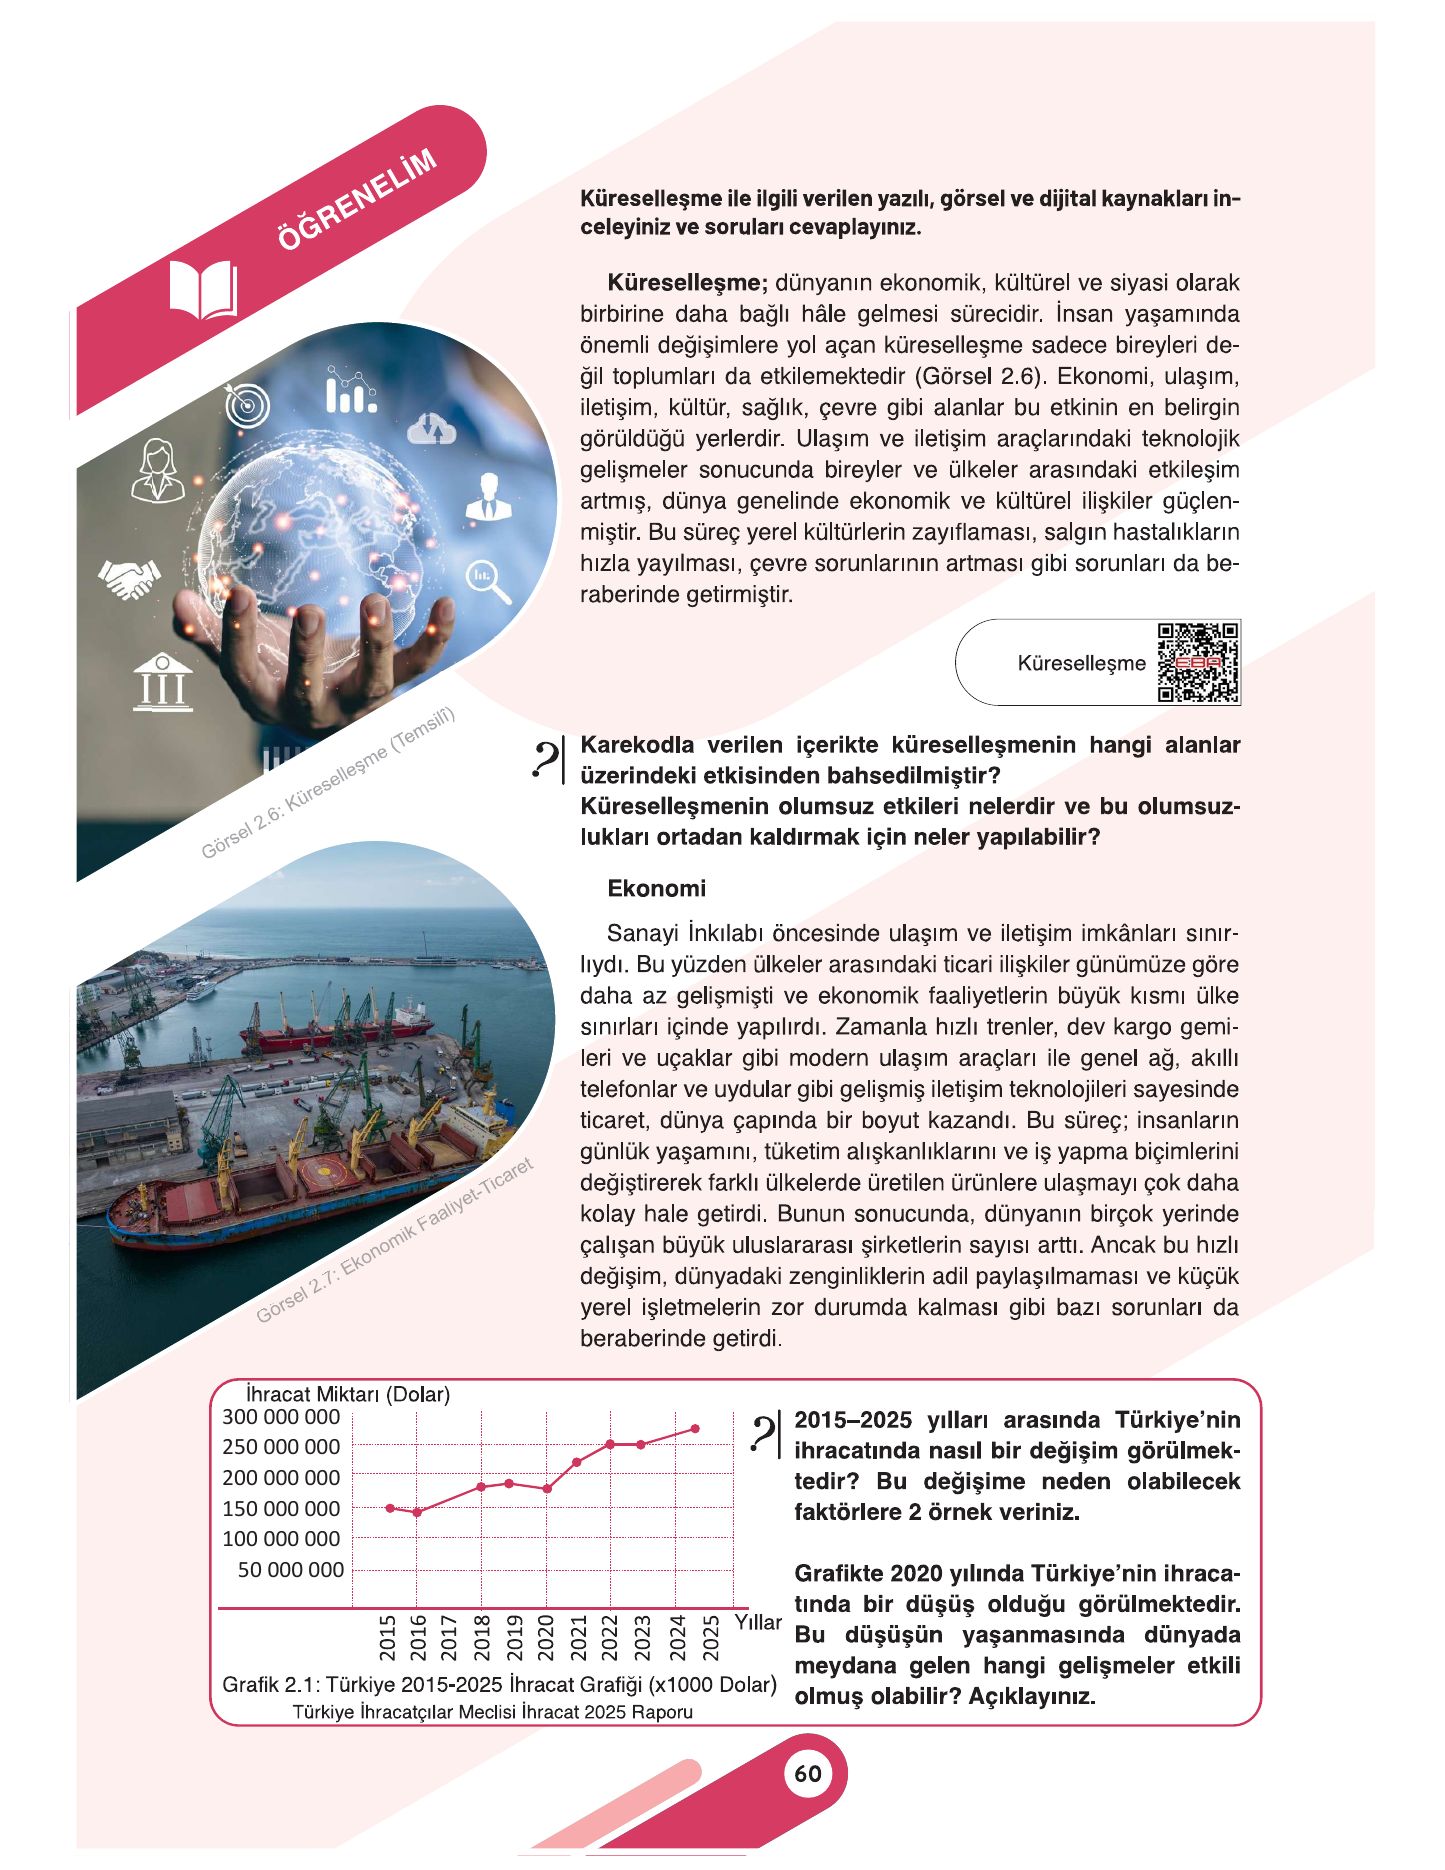 ÖĞRENELİM
Küreselleşme ile ilgili verilen yazılı, görsel ve dijital kaynakları in-
celeyiniz ve soruları cevaplayınız.
Küreselleşme; dünyanın ekonomik, kültürel ve siyasi olarak
birbirine daha bağlı hâle gelmesi sürecidir. İnsan yaşamında
önemli değişimlere yol açan küreselleşme sadece bireyleri de-
ğil toplumları da etkilemektedir (Görsel 2.6). Ekonomi, ulaşım,
iletişim, kültür, sağlık, çevre gibi alanlar bu etkinin en belirgin
görüldüğü yerlerdir. Ulaşım ve iletişim araçlarındaki teknolojik
gelişmeler sonucunda bireyler ve ülkeler arasındaki etkileşim
artmış, dünya genelinde ekonomik ve kültürel ilişkiler güçlen-
miştir. Bu süreç yerel kültürlerin zayıflaması, salgın hastalıkların
hızla yayılması, çevre sorunlarının artması gibi sorunları da be-
raberinde getirmiştir.
Küreselleşme
EBA
Görsel 2.6: Küreselleşme (Temsilî)
? Karekodla verilen içerikte küreselleşmenin hangi alanlar
üzerindeki etkisinden bahsedilmiştir?
Küreselleşmenin olumsuz etkileri nelerdir ve bu olumsuz-
lukları ortadan kaldırmak için neler yapılabilir?
Ekonomi
Sanayi İnkılabı öncesinde ulaşım ve iletişim imkânları sınır-
lıydı. Bu yüzden ülkeler arasındaki ticari ilişkiler günümüze göre
daha az gelişmişti ve ekonomik faaliyetlerin büyük kısmı ülke
sınırları içinde yapılırdı. Zamanla hızlı trenler, dev kargo gemi-
leri ve uçaklar gibi modern ulaşım araçları ile genel ağ, akıllı
telefonlar ve uydular gibi gelişmiş iletişim teknolojileri sayesinde
ticaret, dünya çapında bir boyut kazandı. Bu süreç; insanların
günlük yaşamını, tüketim alışkanlıklarını ve iş yapma biçimlerini
değiştirerek farklı ülkelerde üretilen ürünlere ulaşmayı çok daha
kolay hale getirdi. Bunun sonucunda, dünyanın birçok yerinde
çalışan büyük uluslararası şirketlerin sayısı arttı. Ancak bu hızlı
değişim, dünyadaki zenginliklerin adil paylaşılmaması ve küçük
yerel işletmelerin zor durumda kalması gibi bazı sorunları da
beraberinde getirdi.
Görsel 2.7: Ekonomik Faaliyet-Ticaret
İhracat Miktarı (Dolar)
300 000 000
250 000 000
200 000 000
150 000 000
100 000 000
50 000 000
2015 2016 2017 2018 2019 2020 2021 2022 2023 2024 2025 Yıllar
Grafik 2.1: Türkiye 2015-2025 İhracat Grafiği (x1000 Dolar)
Türkiye İhracatçılar Meclisi İhracat 2025 Raporu
? 2015–2025 yılları arasında Türkiye’nin
ihracatında nasıl bir değişim görülmek-
tedir? Bu değişime neden olabilecek
faktörlere 2 örnek veriniz.
Grafikte 2020 yılında Türkiye’nin ihraca-
tında bir düşüş olduğu görülmektedir.
Bu düşüşün yaşanmasında dünyada
meydana gelen hangi gelişmeler etkili
olmuş olabilir? Açıklayınız.
60